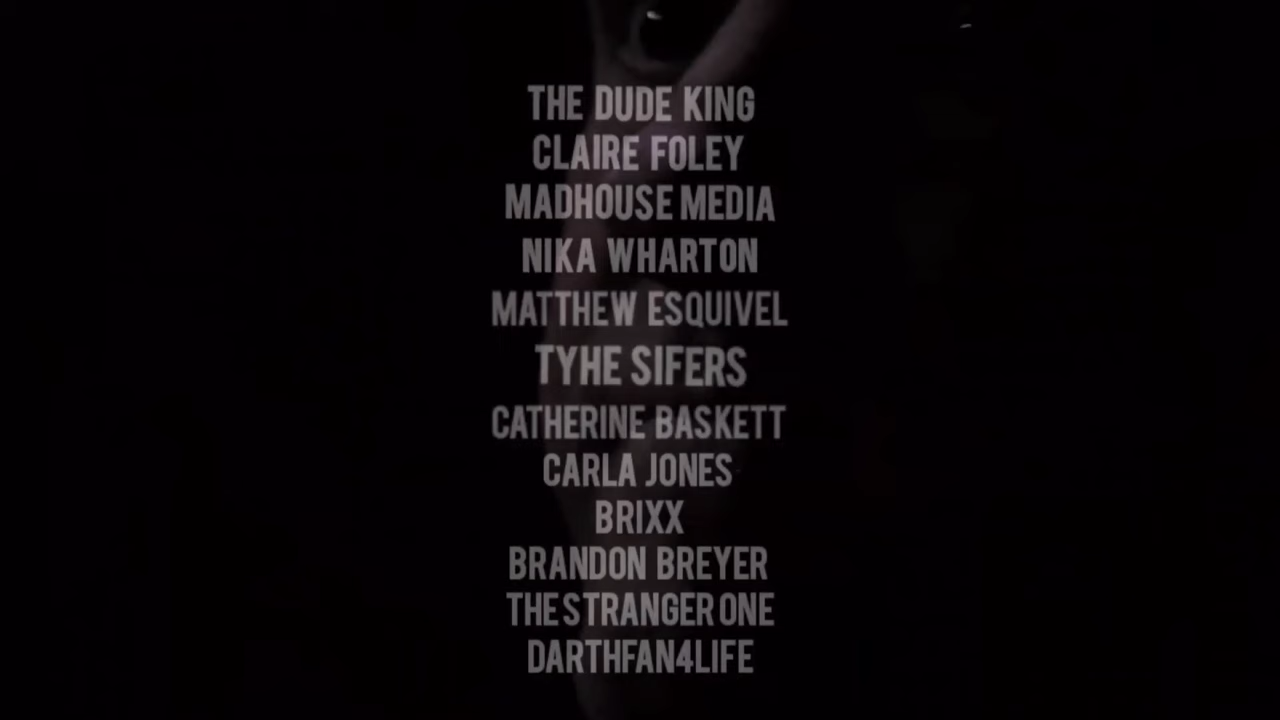 THE DUDE KING
CLAIRE FOLEY
MADHOUSE MEDIA
NIKA WHARTON
MATTHEW ESQUIVEL
TYHE SIFERS
CATHERINE BASKETT
CARLA JONES
BRIXX
BRANDON BREYER
THE STRANGER ONE
DARTHFAN4LIFE